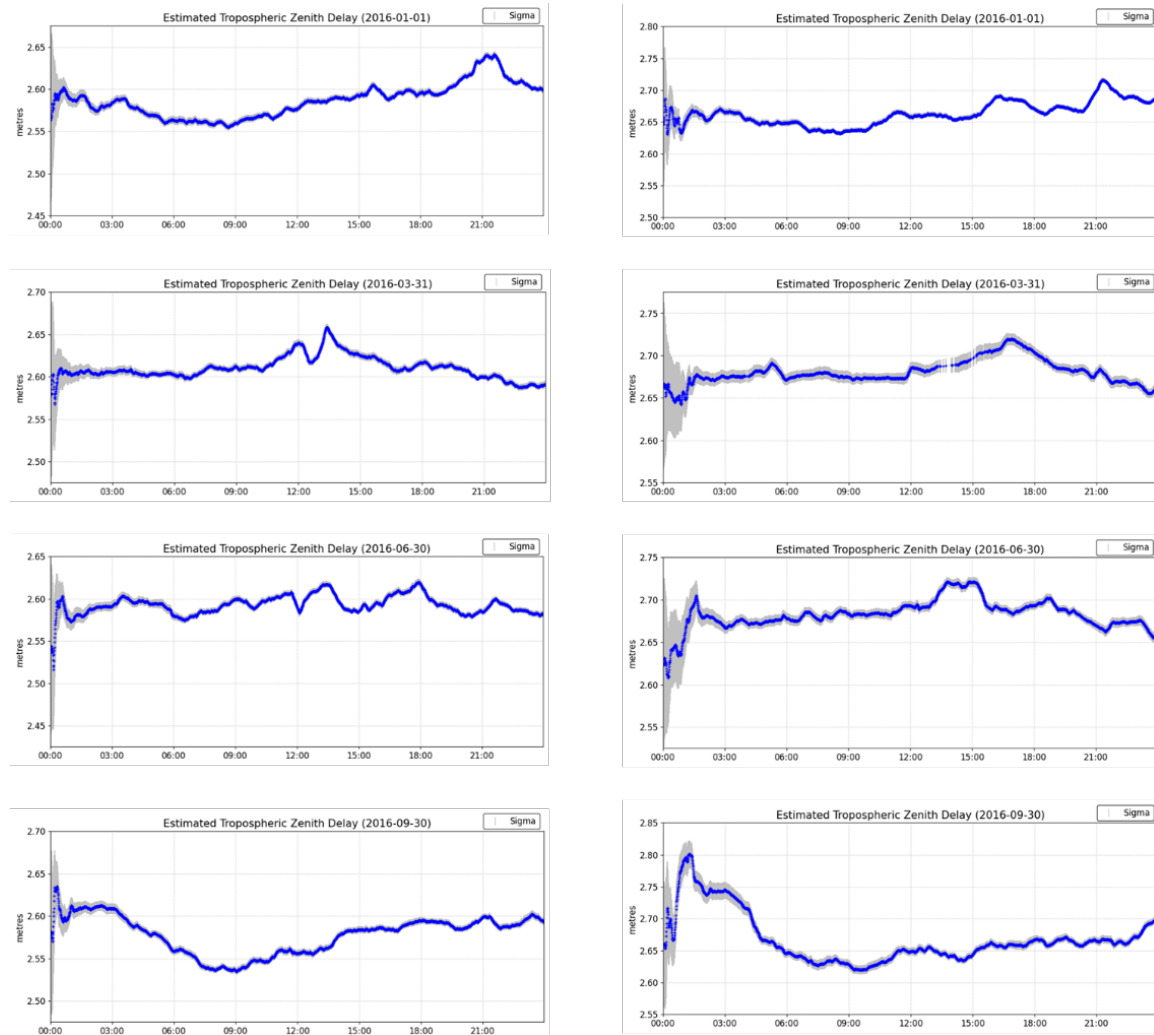 Estimated Tropospheric Zenith Delay (2016-01-01)
Sigma
metres
2.65
2.60
2.55
2.50
2.45
00:00 03:00 06:00 09:00 12:00 15:00 18:00 21:00
Estimated Tropospheric Zenith Delay (2016-01-01)
Sigma
metres
2.80
2.75
2.70
2.65
2.60
2.55
2.50
00:00 03:00 06:00 09:00 12:00 15:00 18:00 21:00
Estimated Tropospheric Zenith Delay (2016-03-31)
Sigma
metres
2.70
2.65
2.60
2.55
2.50
00:00 03:00 06:00 09:00 12:00 15:00 18:00 21:00
Estimated Tropospheric Zenith Delay (2016-03-31)
Sigma
metres
2.75
2.70
2.65
2.60
2.55
00:00 03:00 06:00 09:00 12:00 15:00 18:00 21:00
Estimated Tropospheric Zenith Delay (2016-06-30)
Sigma
metres
2.65
2.60
2.55
2.50
2.45
00:00 03:00 06:00 09:00 12:00 15:00 18:00 21:00
Estimated Tropospheric Zenith Delay (2016-06-30)
Sigma
metres
2.75
2.70
2.65
2.60
2.55
00:00 03:00 06:00 09:00 12:00 15:00 18:00 21:00
Estimated Tropospheric Zenith Delay (2016-09-30)
Sigma
metres
2.70
2.65
2.60
2.55
2.50
00:00 03:00 06:00 09:00 12:00 15:00 18:00 21:00
Estimated Tropospheric Zenith Delay (2016-09-30)
Sigma
metres
2.85
2.80
2.75
2.70
2.65
2.60
2.55
00:00 03:00 06:00 09:00 12:00 15:00 18:00 21:00